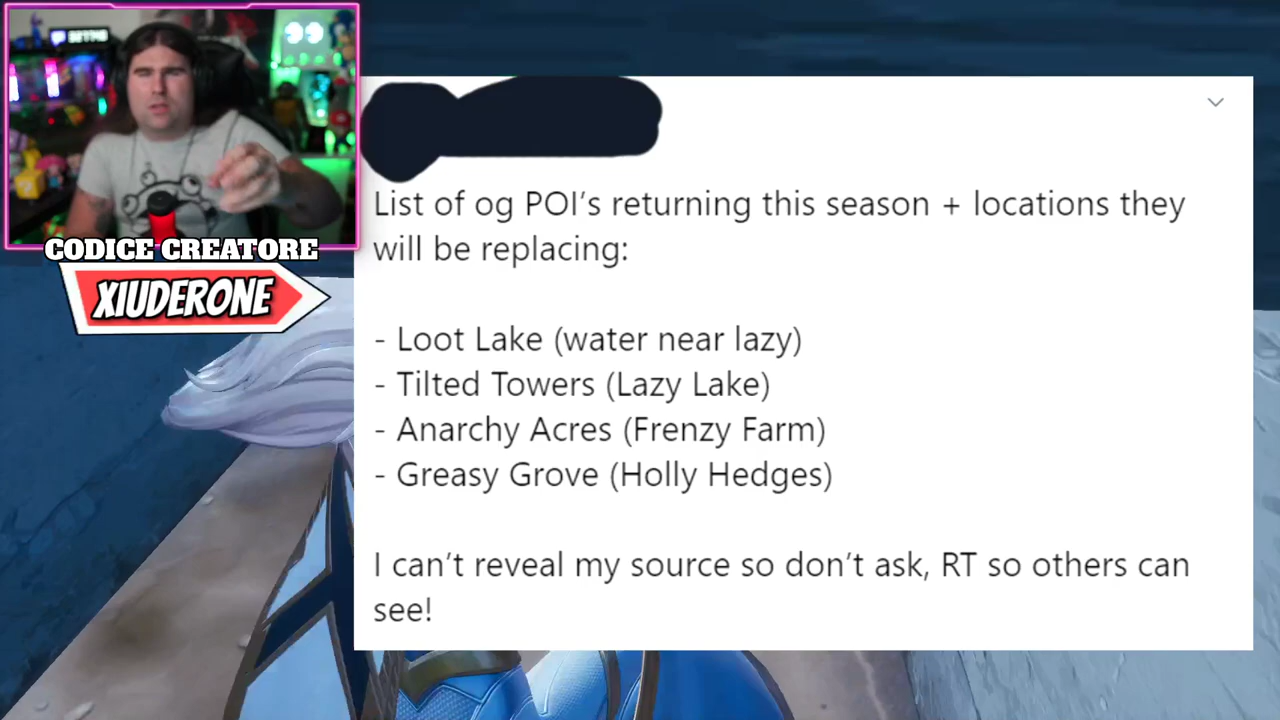 CODICE CREATORE
XIUDERONE
List of og POI's returning this season + locations they
will be replacing:
- Loot Lake (water near lazy)
- Tilted Towers (Lazy Lake)
- Anarchy Acres (Frenzy Farm)
- Greasy Grove (Holly Hedges)
I can't reveal my source so don't ask, RT so others can
see!